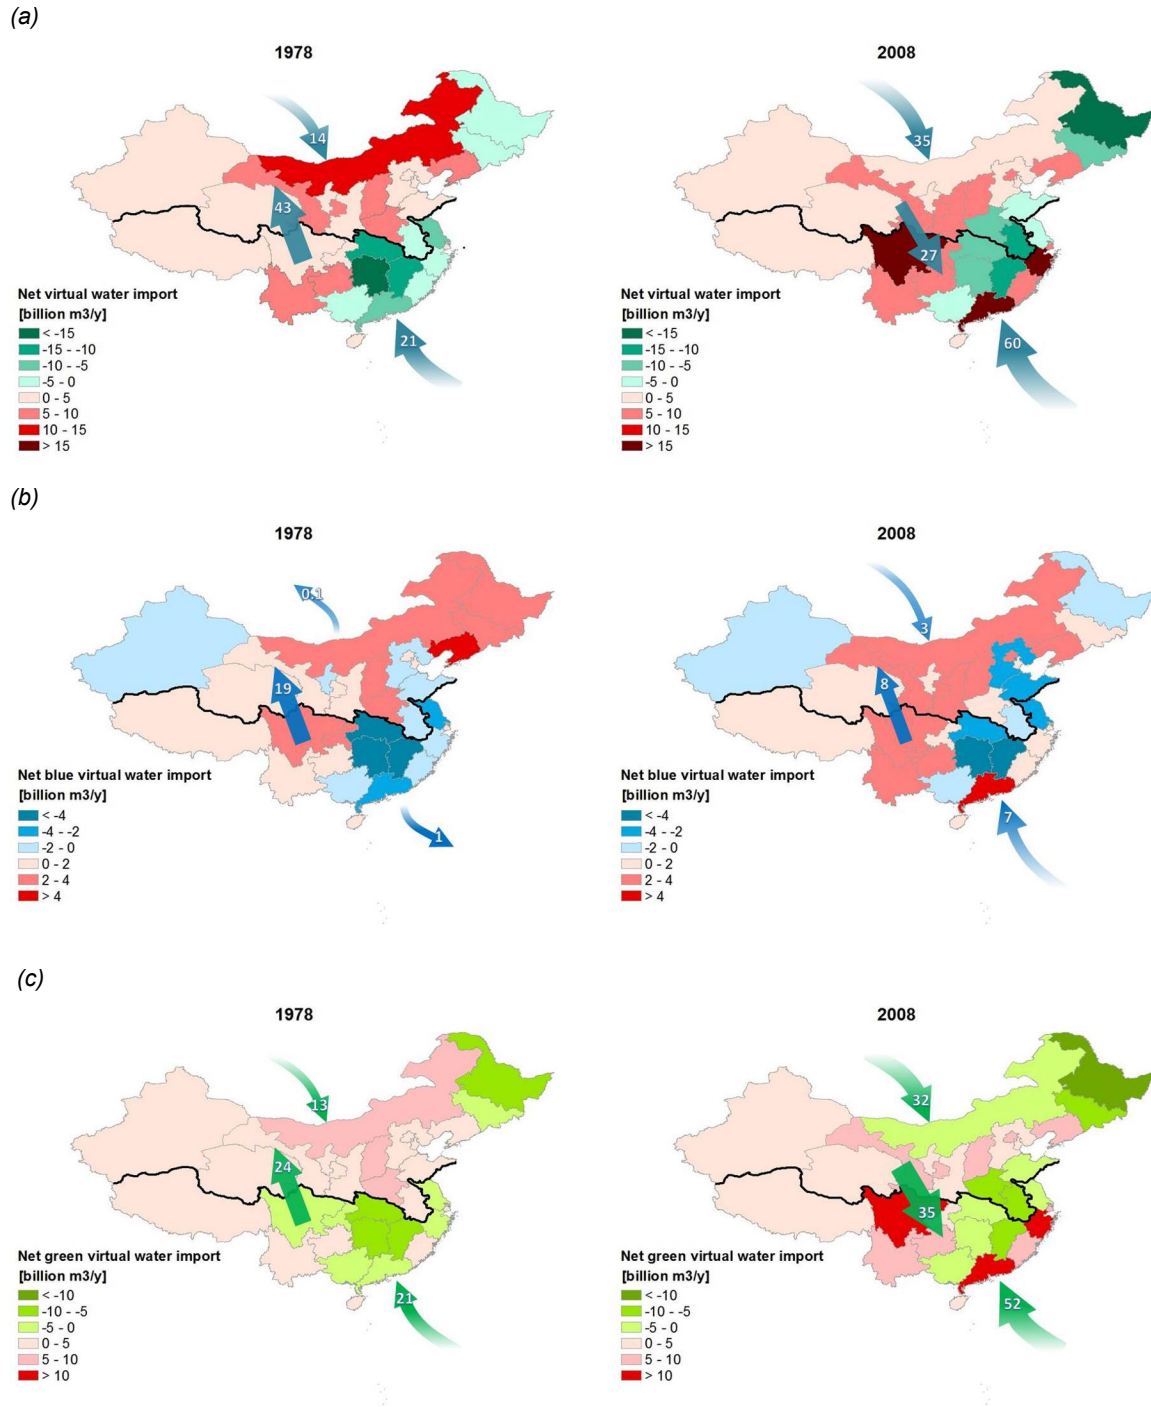 (a)
1978
14
43
21
Net virtual water import
[billion m3/y]
< -15
-15 - -10
-10 - -5
-5 - 0
0 - 5
5 - 10
10 - 15
> 15
2008
35
27
60
Net virtual water import
[billion m3/y]
< -15
-15 - -10
-10 - -5
-5 - 0
0 - 5
5 - 10
10 - 15
> 15
(b)
1978
0.1
19
1
Net blue virtual water import
[billion m3/y]
< -4
-4 - -2
-2 - 0
0 - 2
2 - 4
> 4
2008
3
8
7
Net blue virtual water import
[billion m3/y]
< -4
-4 - -2
-2 - 0
0 - 2
2 - 4
> 4
(c)
1978
13
24
21
Net green virtual water import
[billion m3/y]
< -10
-10 - -5
-5 - 0
0 - 5
5 - 10
> 10
2008
32
35
52
Net green virtual water import
[billion m3/y]
< -10
-10 - -5
-5 - 0
0 - 5
5 - 10
> 10